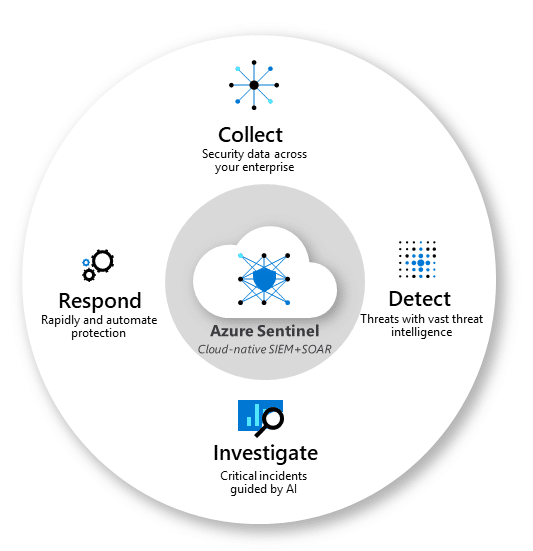 Collect
Security data across
your enterprise
Respond
Rapidly and automate
protection
Azure Sentinel
Cloud-native SIEM+SOAR
Detect
Threats with vast threat
intelligence
Investigate
Critical incidents
guided by AI